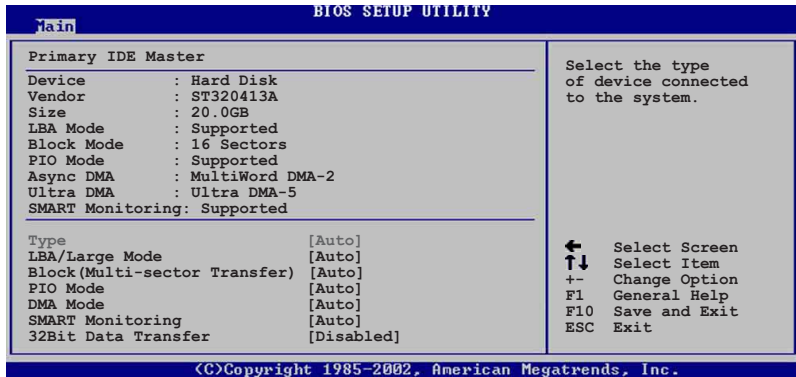 BIOS SETUP UTILITY
Main
Primary IDE Master
Device : Hard Disk
Vendor : ST320413A
Size : 20.0GB
LBA Mode : Supported
Block Mode : 16 Sectors
PIO Mode : Supported
Async DMA : MultiWord DMA-2
Ultra DMA : Ultra DMA-5
SMART Monitoring: Supported
Type [Auto]
LBA/Large Mode [Auto]
Block(Multi-sector Transfer) [Auto]
PIO Mode [Auto]
DMA Mode [Auto]
SMART Monitoring [Auto]
32Bit Data Transfer [Disabled]
Select the type
of device connected
to the system.
← Select Screen
↑↓ Select Item
+- Change Option
F1 General Help
F10 Save and Exit
ESC Exit
(C)Copyright 1985-2002, American Megatrends, Inc.